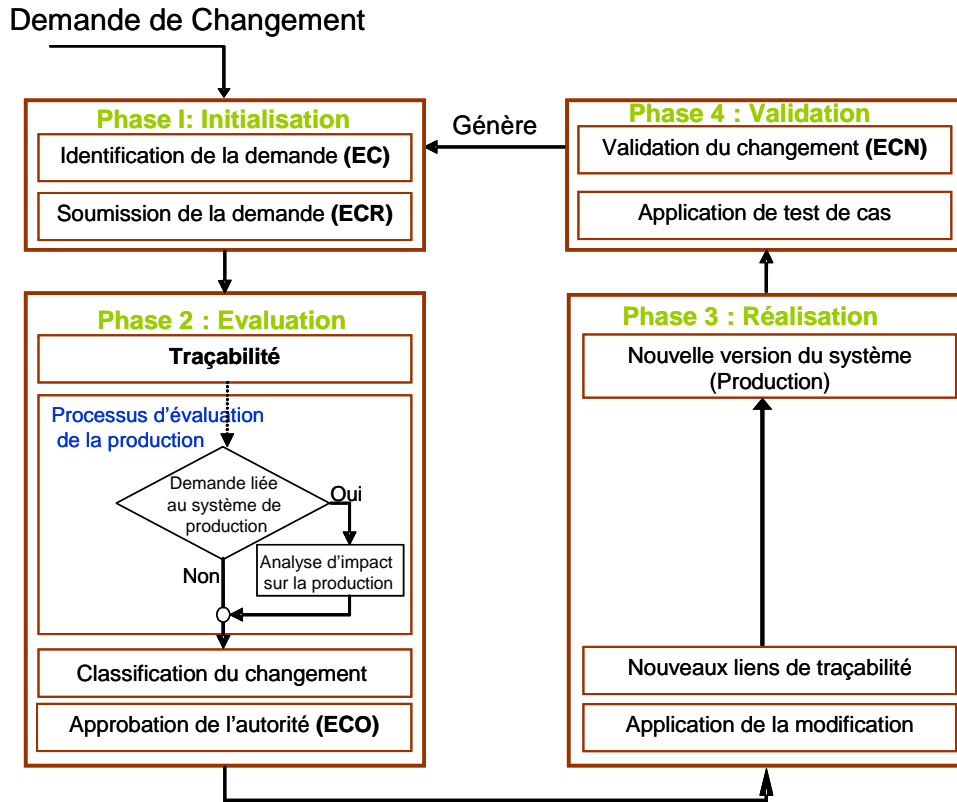 Demande de Changement
Phase I: Initialisation
Identification de la demande (EC)
Soumission de la demande (ECR)
Génère
Phase 4 : Validation
Validation du changement (ECN)
Application de test de cas
Phase 2 : Evaluation
Traçabilité
Processus d'évaluation
de la production
Demande liée
au système de
production
Oui
Non
Analyse d'impact
sur la production
Classification du changement
Approbation de l'autorité (ECO)
Phase 3 : Réalisation
Nouvelle version du système
(Production)
Nouveaux liens de traçabilité
Application de la modification